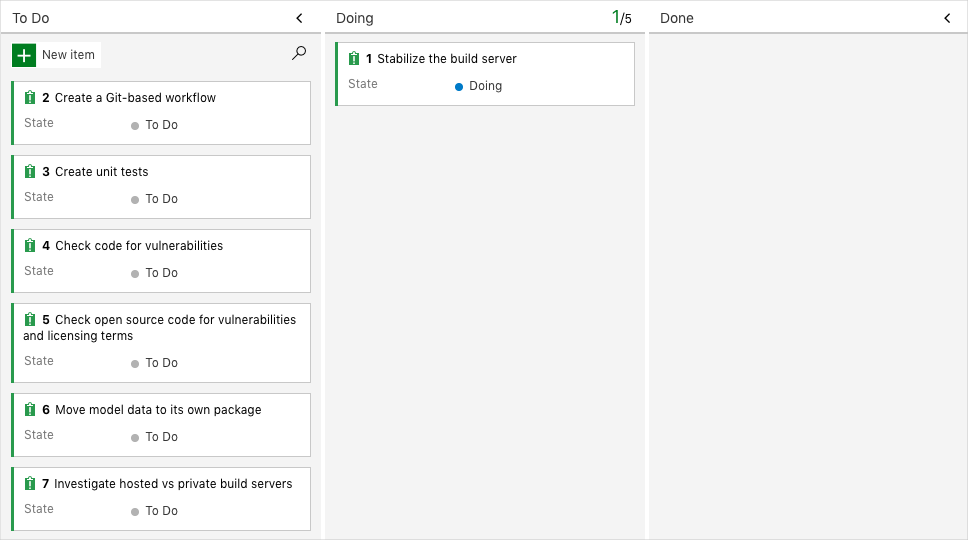 To Do
New item
2 Create a Git-based workflow
State To Do
3 Create unit tests
State To Do
4 Check code for vulnerabilities
State To Do
5 Check open source code for vulnerabilities
and licensing terms
State To Do
6 Move model data to its own package
State To Do
7 Investigate hosted vs private build servers
State To Do
Doing 1/5
1 Stabilize the build server
State Doing
Done